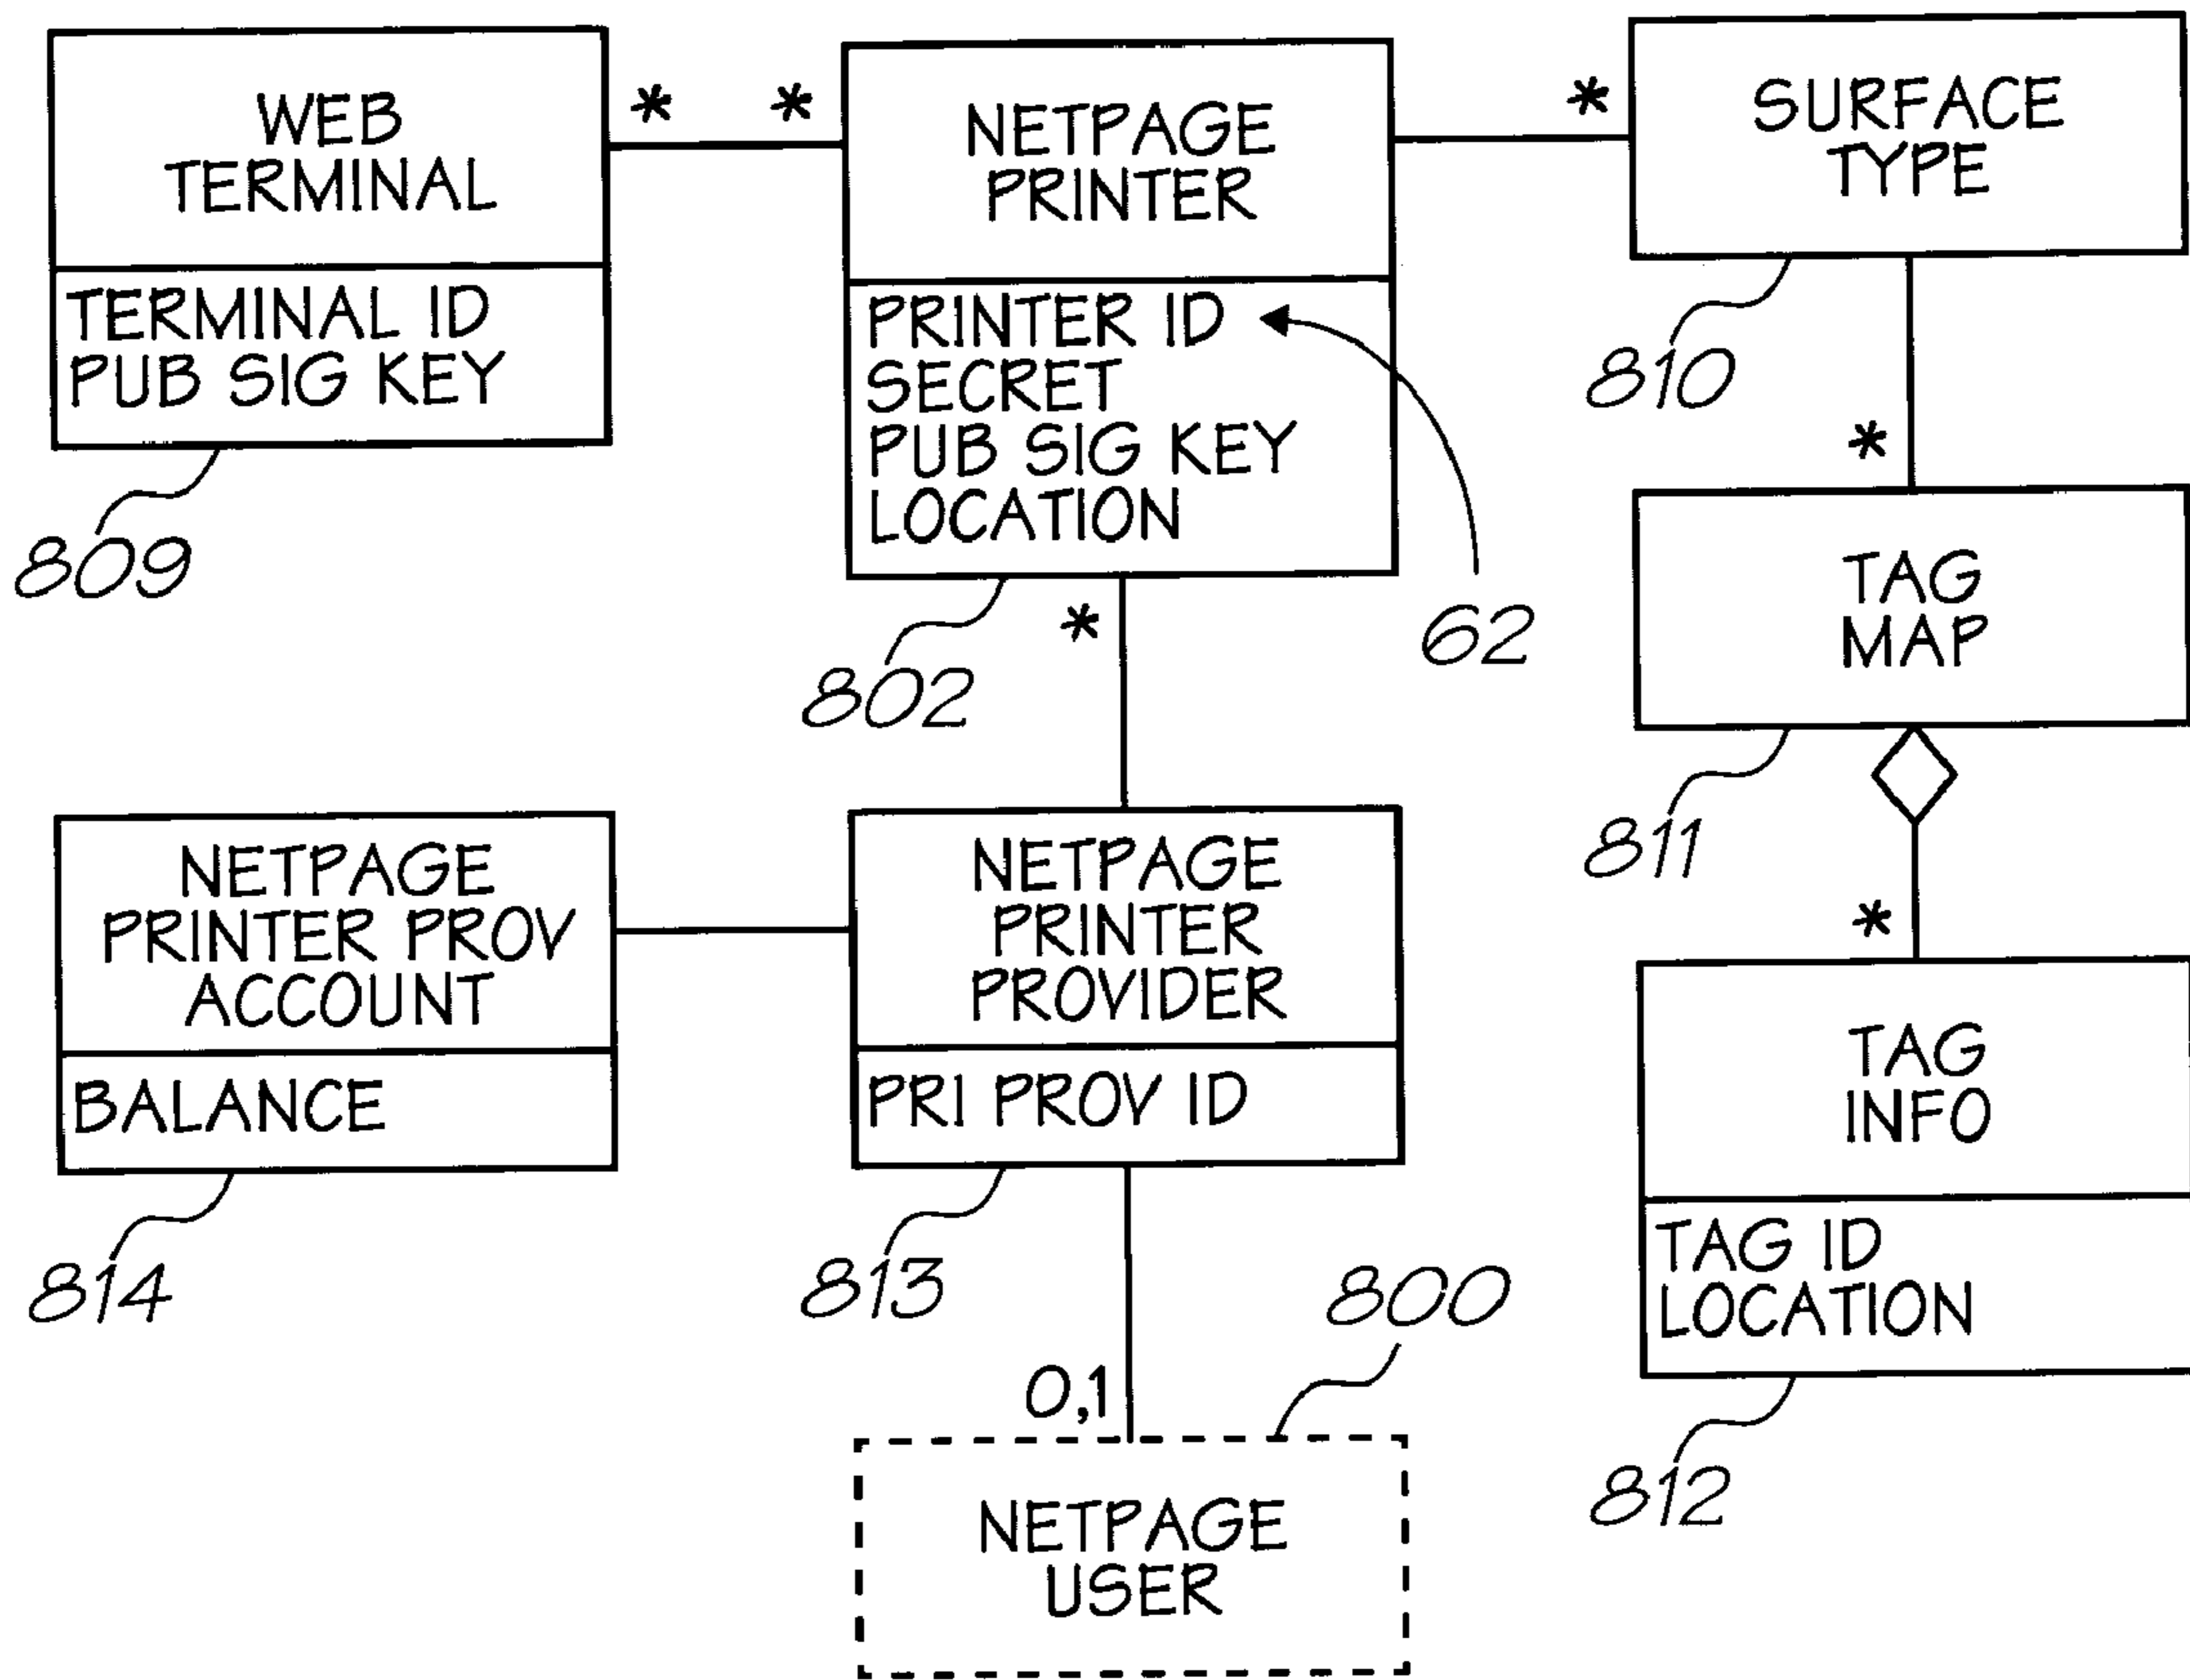 WEB
TERMINAL
TERMINAL ID
PUB SIG KEY
809
*
*
NETPAGE
PRINTER
PRINTER ID
SECRET
PUB SIG KEY
LOCATION
62
802
*
*
SURFACE
TYPE
810
*
TAG
MAP
811
*
NETPAGE
PRINTER PROV
ACCOUNT
BALANCE
814
NETPAGE
PRINTER
PROVIDER
PRI PROV ID
813
TAG
INFO
TAG ID
LOCATION
812
0,1
800
NETPAGE
USER